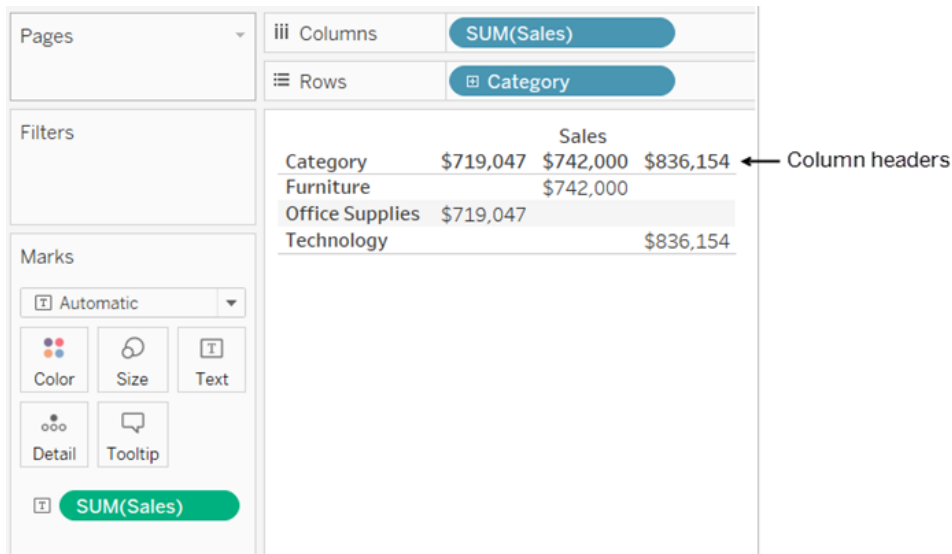 Pages
iii Columns SUM(Sales)
Rows Category
Filters
Sales
Category $719,047 $742,000 $836,154 Column headers
Furniture $742,000
Office Supplies $719,047
Technology $836,154
Marks
T Automatic
T
Color Size Text
Detail Tooltip
T SUM(Sales)